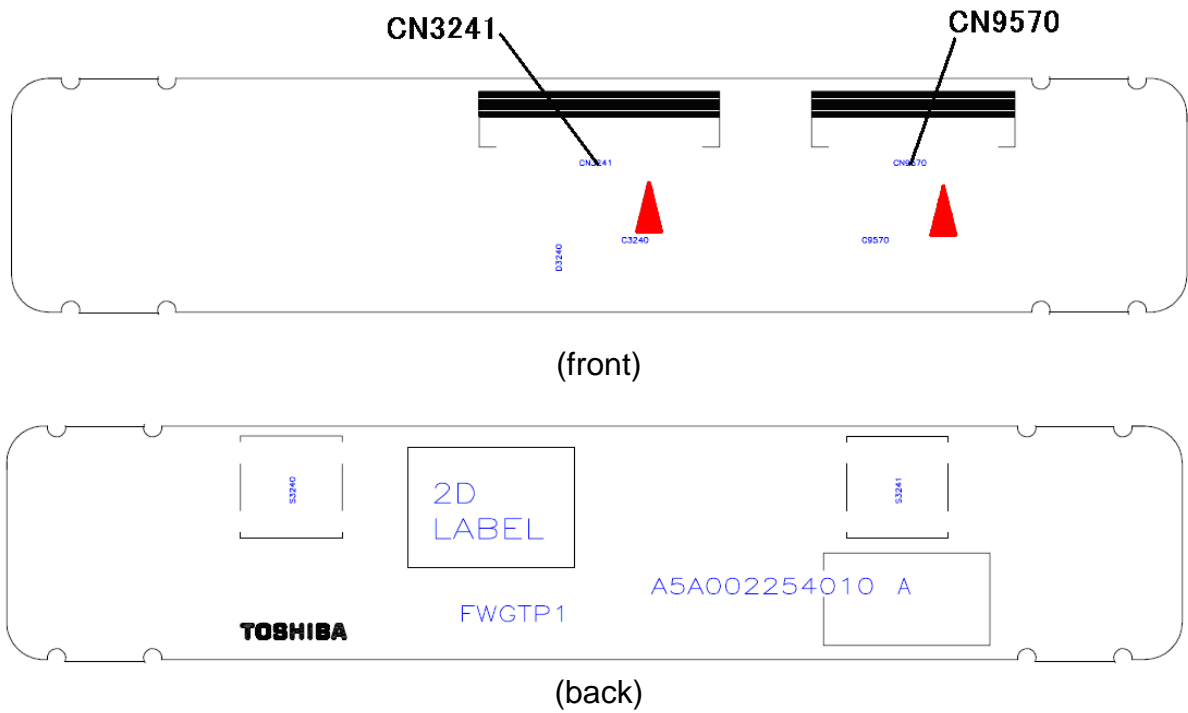 CN3241
CN9570
CN3241
CN9570
C3240
C9570
D3240
(front)
S3240
2D
LABEL
S3241
A5A002254010 A
FWGTP1
TOSHIBA
(back)